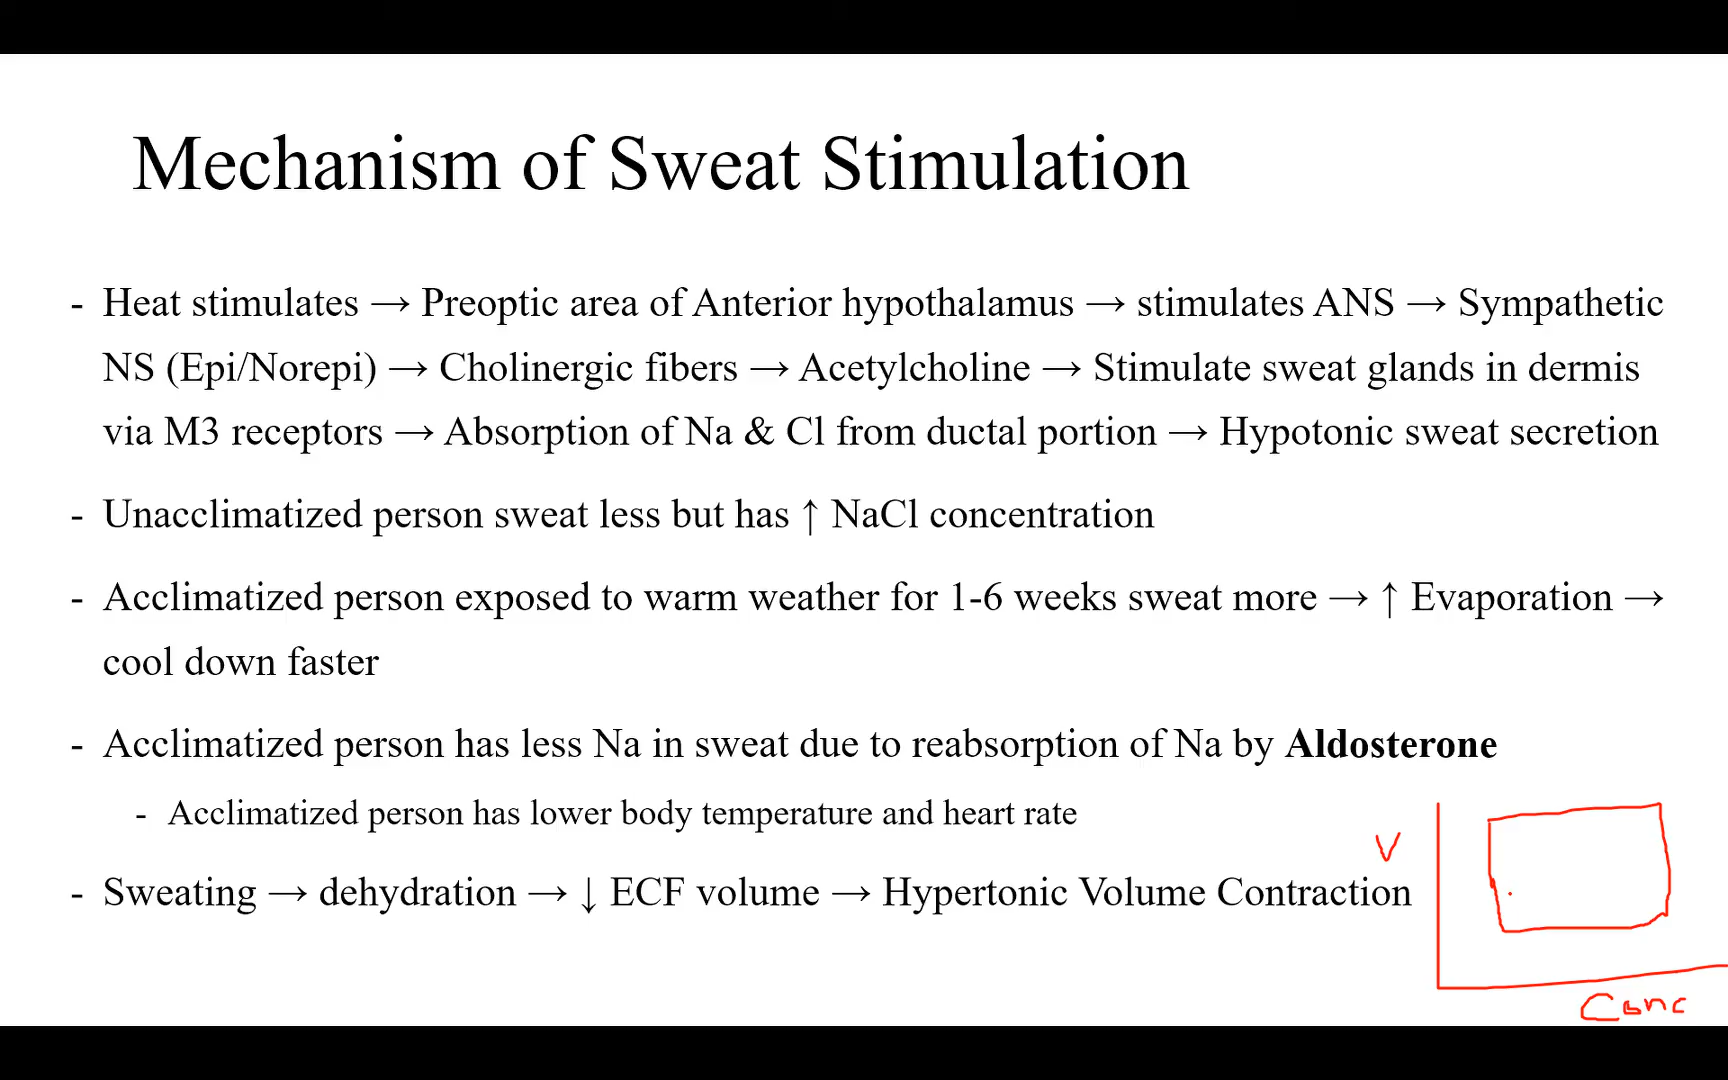 Mechanism of Sweat Stimulation
- Heat stimulates → Preoptic area of Anterior hypothalamus → stimulates ANS → Sympathetic
NS (Epi/Norepi) → Cholinergic fibers → Acetylcholine → Stimulate sweat glands in dermis
via M3 receptors → Absorption of Na & Cl from ductal portion → Hypotonic sweat secretion
- Unacclimatized person sweat less but has ↑ NaCl concentration
- Acclimatized person exposed to warm weather for 1-6 weeks sweat more → ↑ Evaporation →
cool down faster
- Acclimatized person has less Na in sweat due to reabsorption of Na by Aldosterone
- Acclimatized person has lower body temperature and heart rate
- Sweating → dehydration → ↓ ECF volume → Hypertonic Volume Contraction
V
Conc